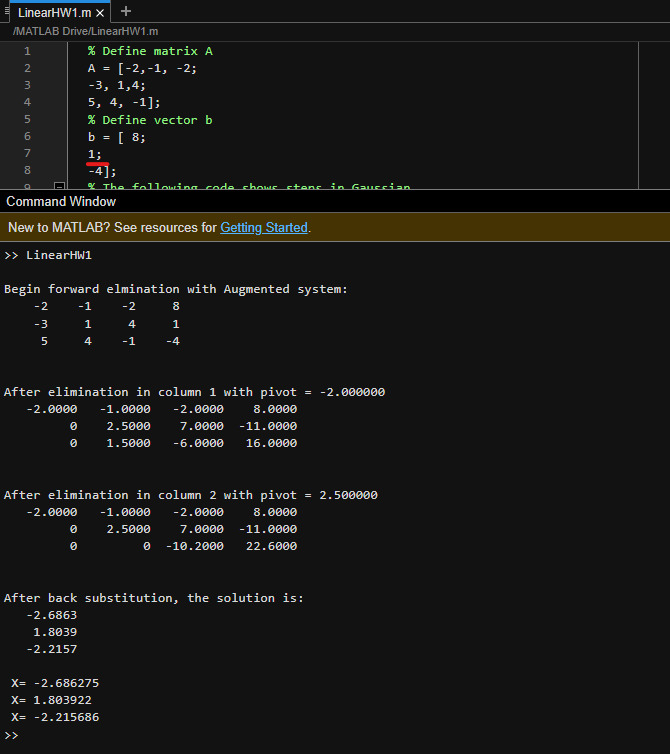 LinearHW1.m × +
/MATLAB Drive/LinearHW1.m
1 % Define matrix A
2 A = [-2,-1, -2;
3 -3, 1,4;
4 5, 4, -1];
5 % Define vector b
6 b = [ 8;
7 1;
8 -4];
9 % The following code shows steps in Gaussian
Command Window
New to MATLAB? See resources for Getting Started.
>> LinearHW1
Begin forward elmination with Augmented system:
-2 -1 -2 8
-3 1 4 1
5 4 -1 -4
After elimination in column 1 with pivot = -2.000000
-2.0000 -1.0000 -2.0000 8.0000
0 2.5000 7.0000 -11.0000
0 1.5000 -6.0000 16.0000
After elimination in column 2 with pivot = 2.500000
-2.0000 -1.0000 -2.0000 8.0000
0 2.5000 7.0000 -11.0000
0 0 -10.2000 22.6000
After back substitution, the solution is:
-2.6863
1.8039
-2.2157
X= -2.686275
X= 1.803922
X= -2.215686
>>